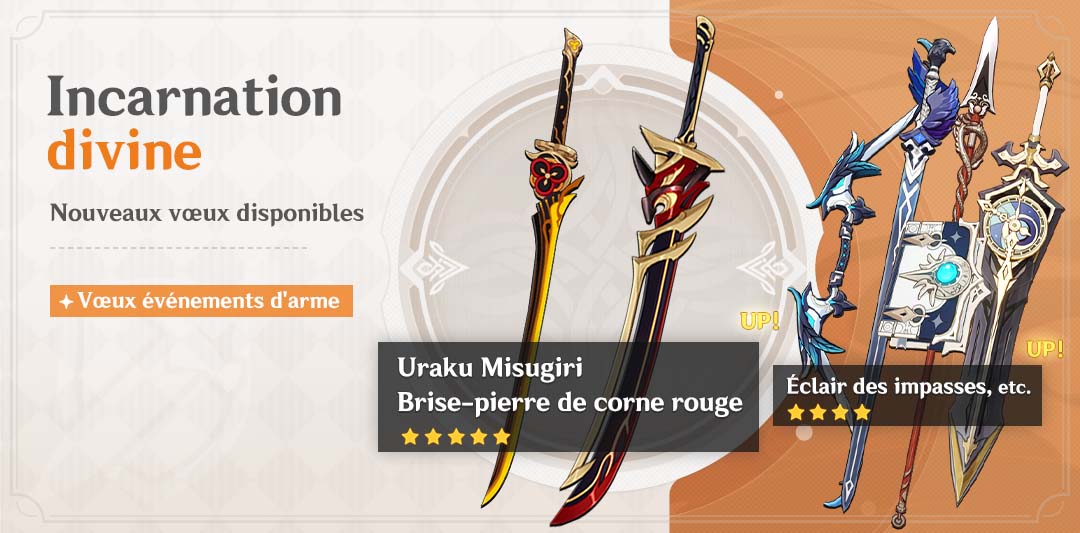 Incarnation
divine
Nouveaux vœux disponibles
Vœux événements d'arme
UP!
Uraku Misugiri
Brise-pierre de corne rouge
UP!
Éclair des impasses, etc.